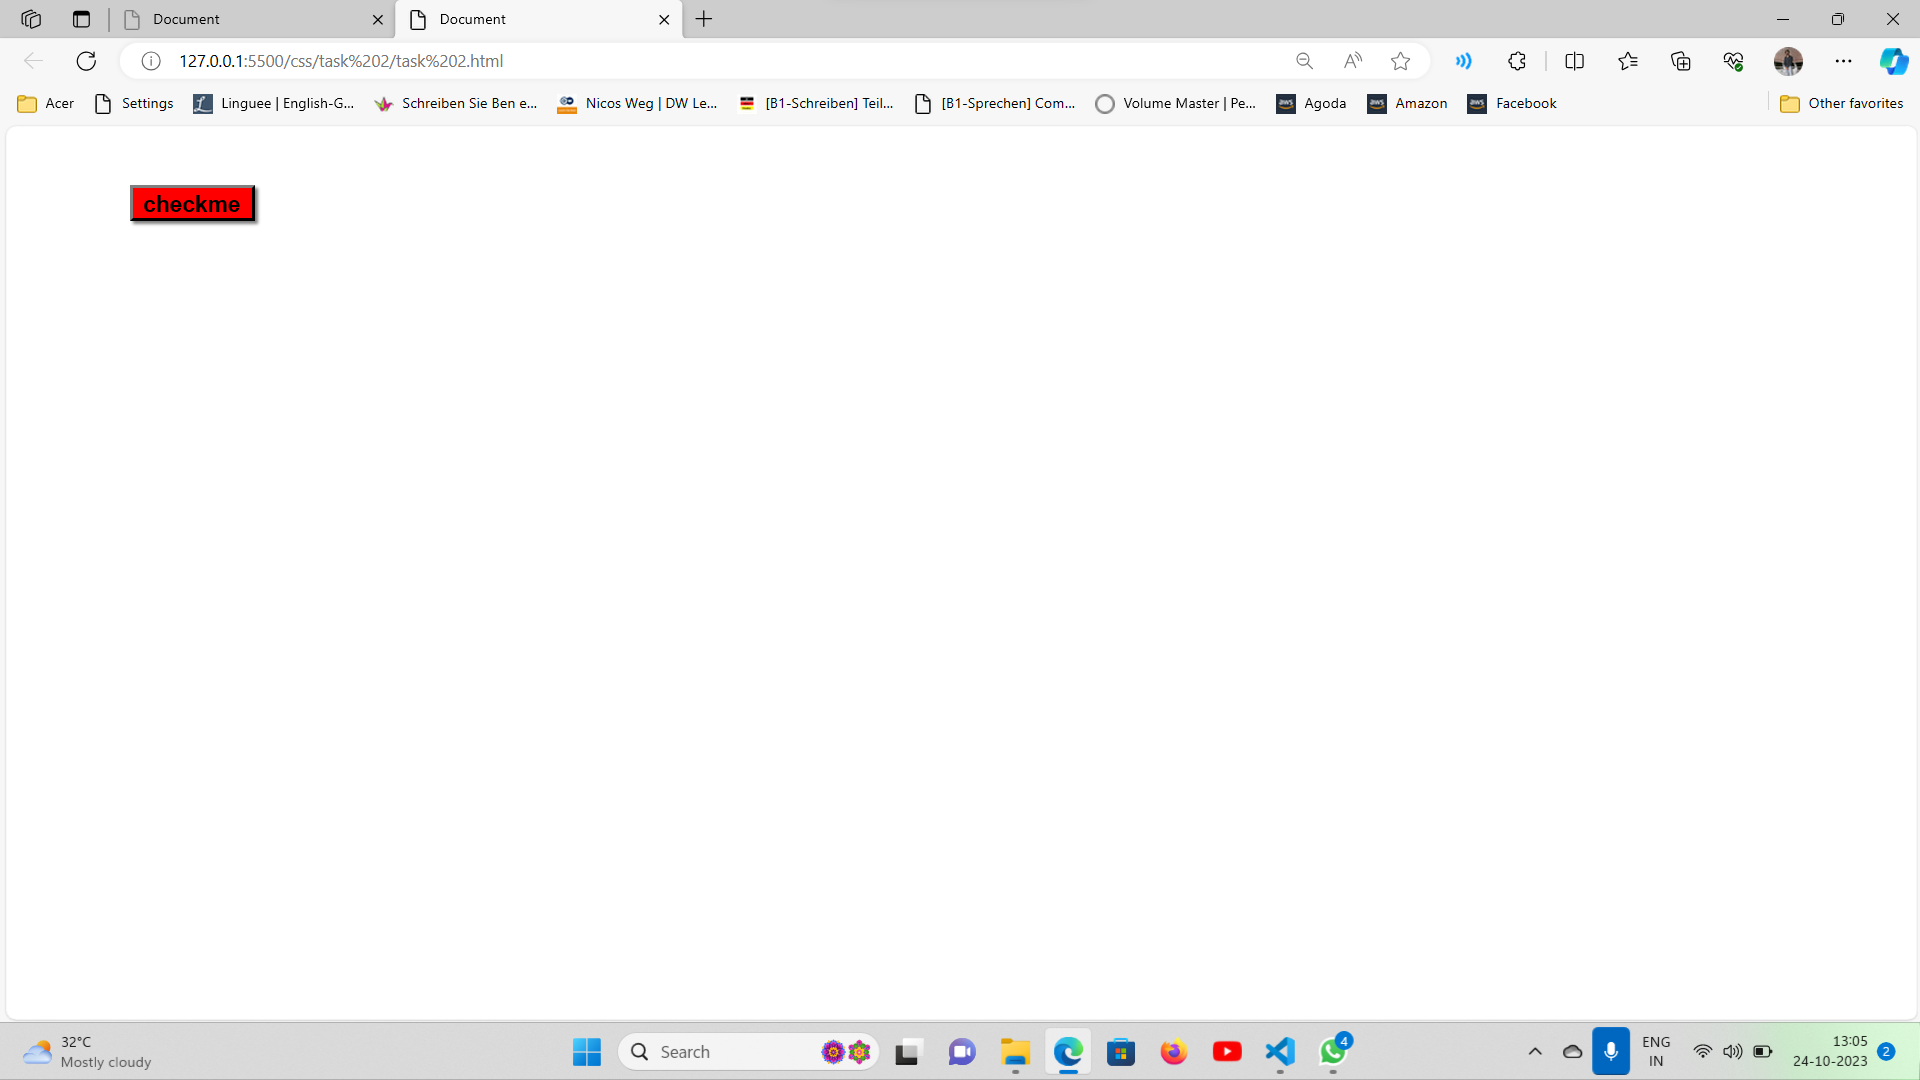 Document
Document
127.0.0.1:5500/css/task%202/task%202.html
Acer
Settings
Linguee | English-G...
Schreiben Sie Ben e...
Nicos Weg | DW Le...
[B1-Schreiben] Teil...
[B1-Sprechen] Com...
Volume Master | Pe...
Agoda
Amazon
Facebook
Other favorites
checkme
32°C
Mostly cloudy
Search
4
ENG
IN
13:05
24-10-2023
2